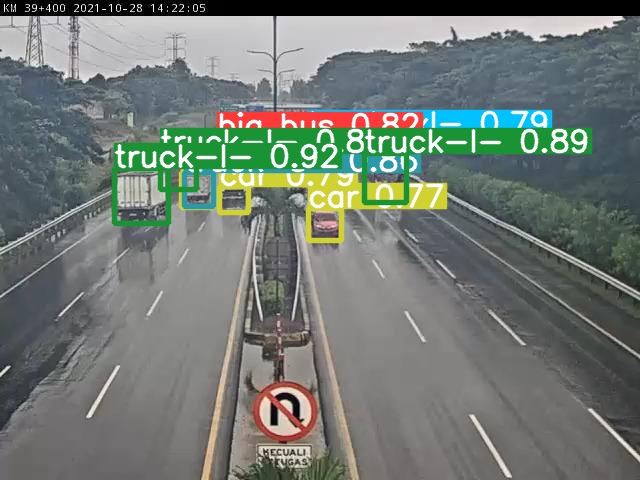 KM 39+400 2021-10-28 14:22:05
big bus 0.82
0.79
truck-l- 0.8
truck-l- 0.89
truck-l- 0.92
0.86
car 0.79
car 0.77
KECUALI
PETUGAS